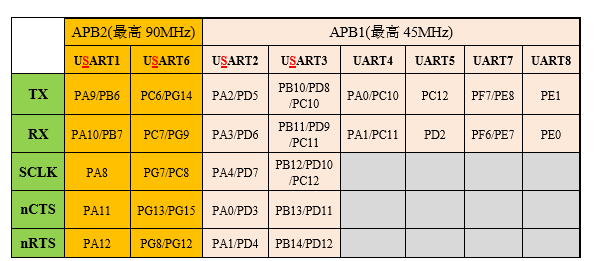 APB2(最高 90MHz) APB1(最高 45MHz)
USART1 USART6 USART2 USART3 UART4 UART5 UART7 UART8
TX PA9/PB6 PC6/PG14 PA2/PD5 PB10/PD8
/PC10 PA0/PC10 PC12 PF7/PE8 PE1
RX PA10/PB7 PC7/PG9 PA3/PD6 PB11/PD9
/PC11 PA1/PC11 PD2 PF6/PE7 PE0
SCLK PA8 PG7/PC8 PA4/PD7 PB12/PD10
/PC12
nCTS PA11 PG13/PG15 PA0/PD3 PB13/PD11
nRTS PA12 PG8/PG12 PA1/PD4 PB14/PD12